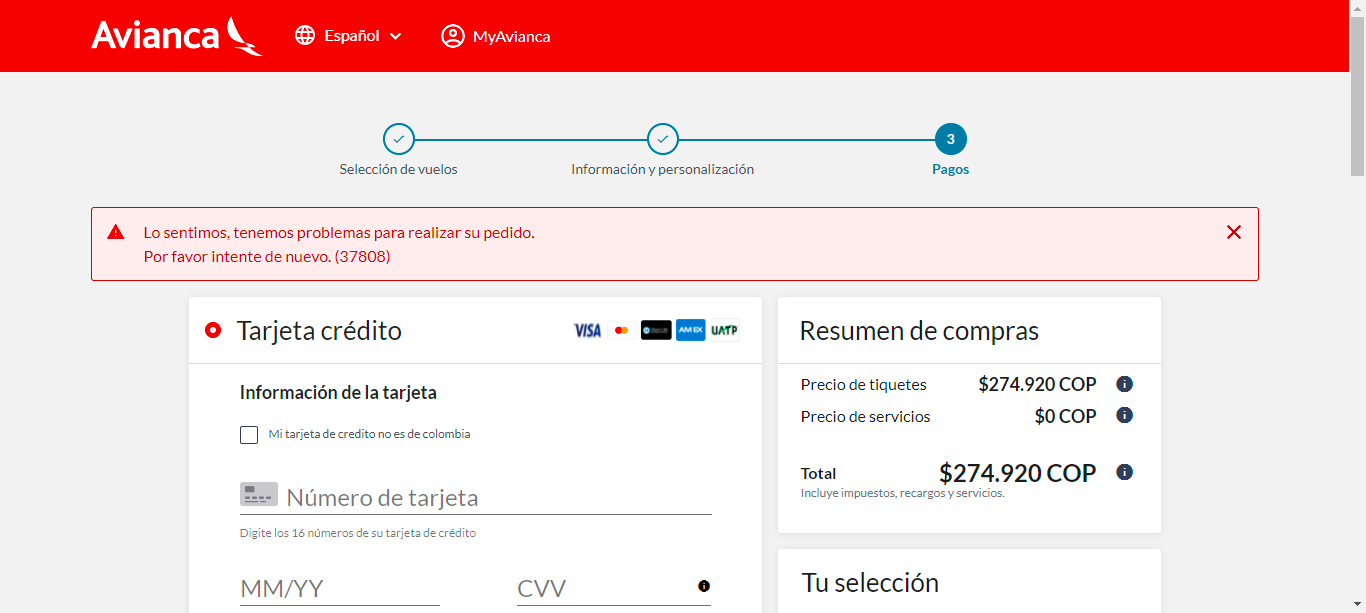 Avianca
Español
MyAvianca
3
Selección de vuelos
Información y personalización
Pagos
Lo sentimos, tenemos problemas para realizar su pedido.
Por favor intente de nuevo. (37808)
Tarjeta crédito
VISA
AMEX
UATP
Información de la tarjeta
Mi tarjeta de credito no es de colombia
Número de tarjeta
Digite los 16 números de su tarjeta de crédito
MM/YY
CVV
Resumen de compras
Precio de tiquetes
$274.920 COP
Precio de servicios
$0 COP
Total
$274.920 COP
Incluye impuestos, recargos y servicios.
Tu selección